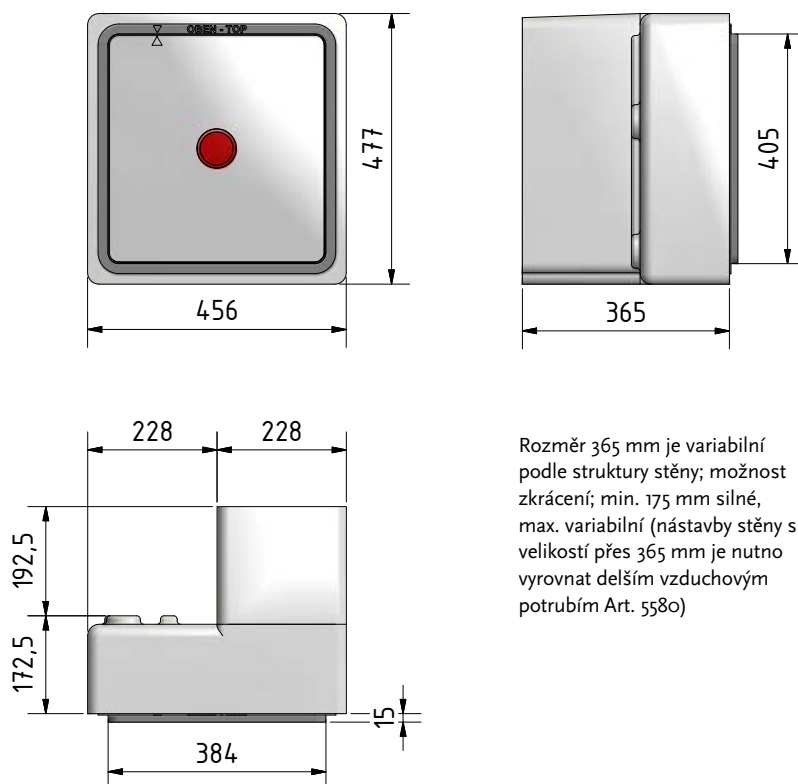 OBEN - TOP
477
456
405
365
228
228
192,5
172,5
15
384
Rozměr 365 mm je variabilní
podle struktury stěny; možnost
zkrácení; min. 175 mm silné,
max. variabilní (nástavby stěny s
velikostí přes 365 mm je nutno
vyrovnat delším vzduchovým
potrubím Art. 5580)